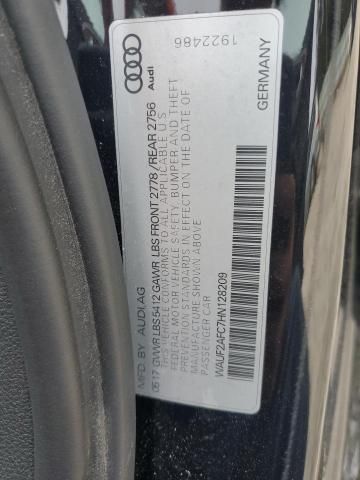 Audi
1922486
MFD. BY AUDI AG
05.17 GVWR LBS 5412 GAWR LBS FRONT 2778 / REAR 2756
THIS VEHICLE CONFORMS TO ALL APPLICABLE U.S.
FEDERAL MOTOR VEHICLE SAFETY, BUMPER AND THEFT
PREVENTION STANDARDS IN EFFECT ON THE DATE OF
MANUFACTURE SHOWN ABOVE
PASSENGER CAR
WAUF2AFC7HN128209
GERMANY